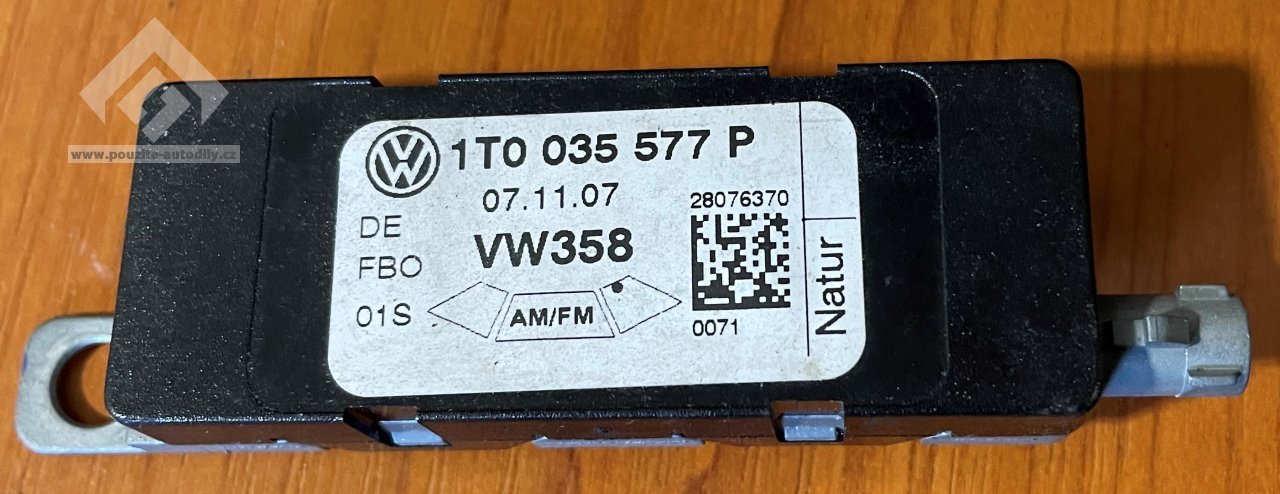 www.pouzite-autodily.cz
1T0 035 577 P
07.11.07
28076370
DE
VW358
FBO
01S
AM/FM
0071
Natur